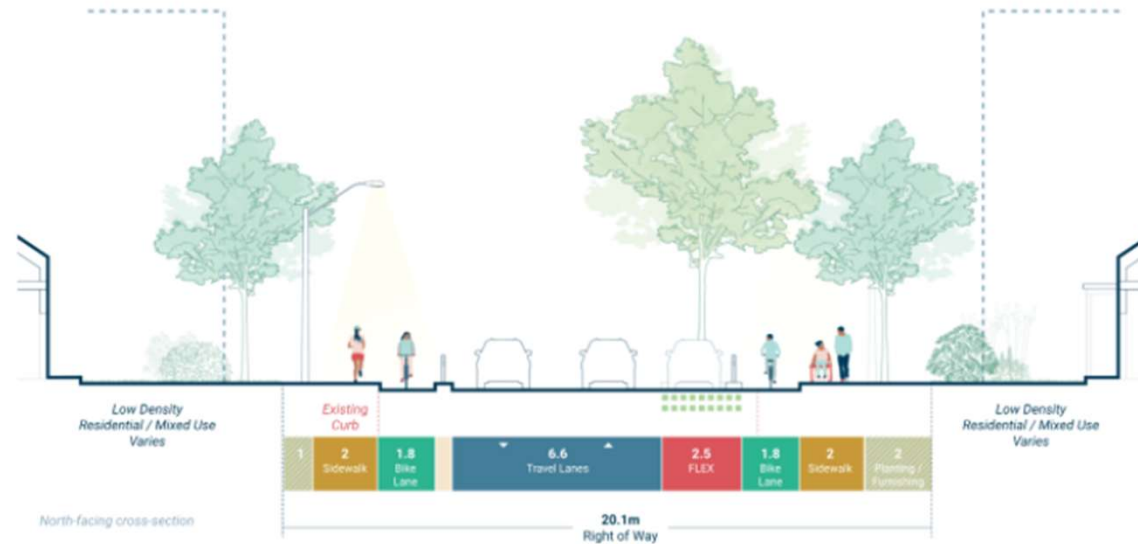 Low Density
Residential / Mixed Use
Varies
Existing
Curb
Low Density
Residential / Mixed Use
Varies
1
2
Sidewalk
1.8
Bike
Lane
6.6
Travel Lanes
2.5
FLEX
1.8
Bike
Lane
2
Sidewalk
2
Planting /
Furnishing
North-facing cross-section
20.1m
Right of Way